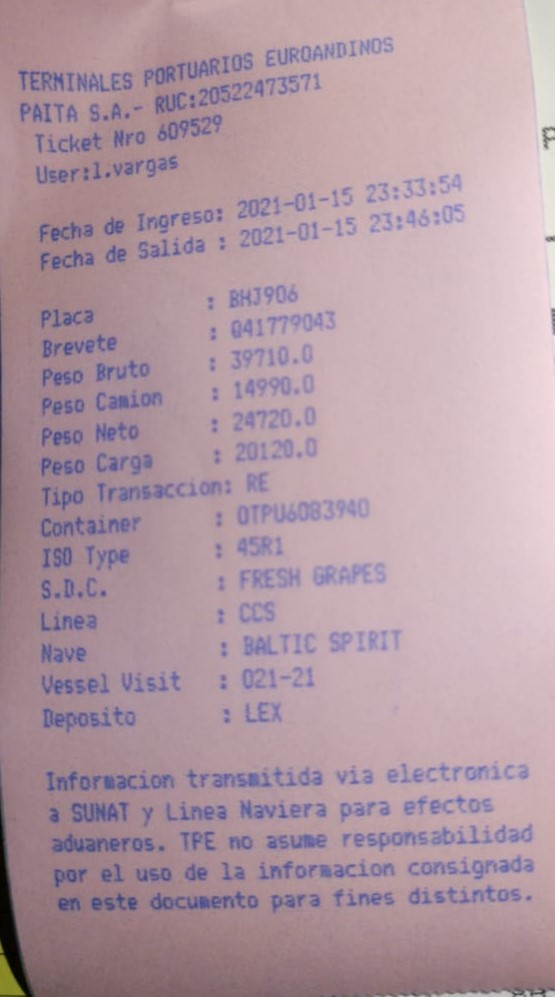 TERMINALES PORTUARIOS EUROANDINOS
PAITA S.A.- RUC:20522473571
Ticket Nro 609529
User:l.vargas
Fecha de Ingreso: 2021-01-15 23:33:54
Fecha de Salida : 2021-01-15 23:46:05
Placa : BHJ906
Brevete : Q41779043
Peso Bruto : 39710.0
Peso Camion : 14990.0
Peso Neto : 24720.0
Peso Carga : 20120.0
Tipo Transaccion: RE
Container : OTPU6083940
ISO Type : 45R1
S.D.C. : FRESH GRAPES
Linea : CCS
Nave : BALTIC SPIRIT
Vessel Visit : 021-21
Deposito : LEX
Informacion transmitida via electronica
a SUNAT y Linea Naviera para efectos
aduaneros. TPE no asume responsabilidad
por el uso de la informacion consignada
en este documento para fines distintos.